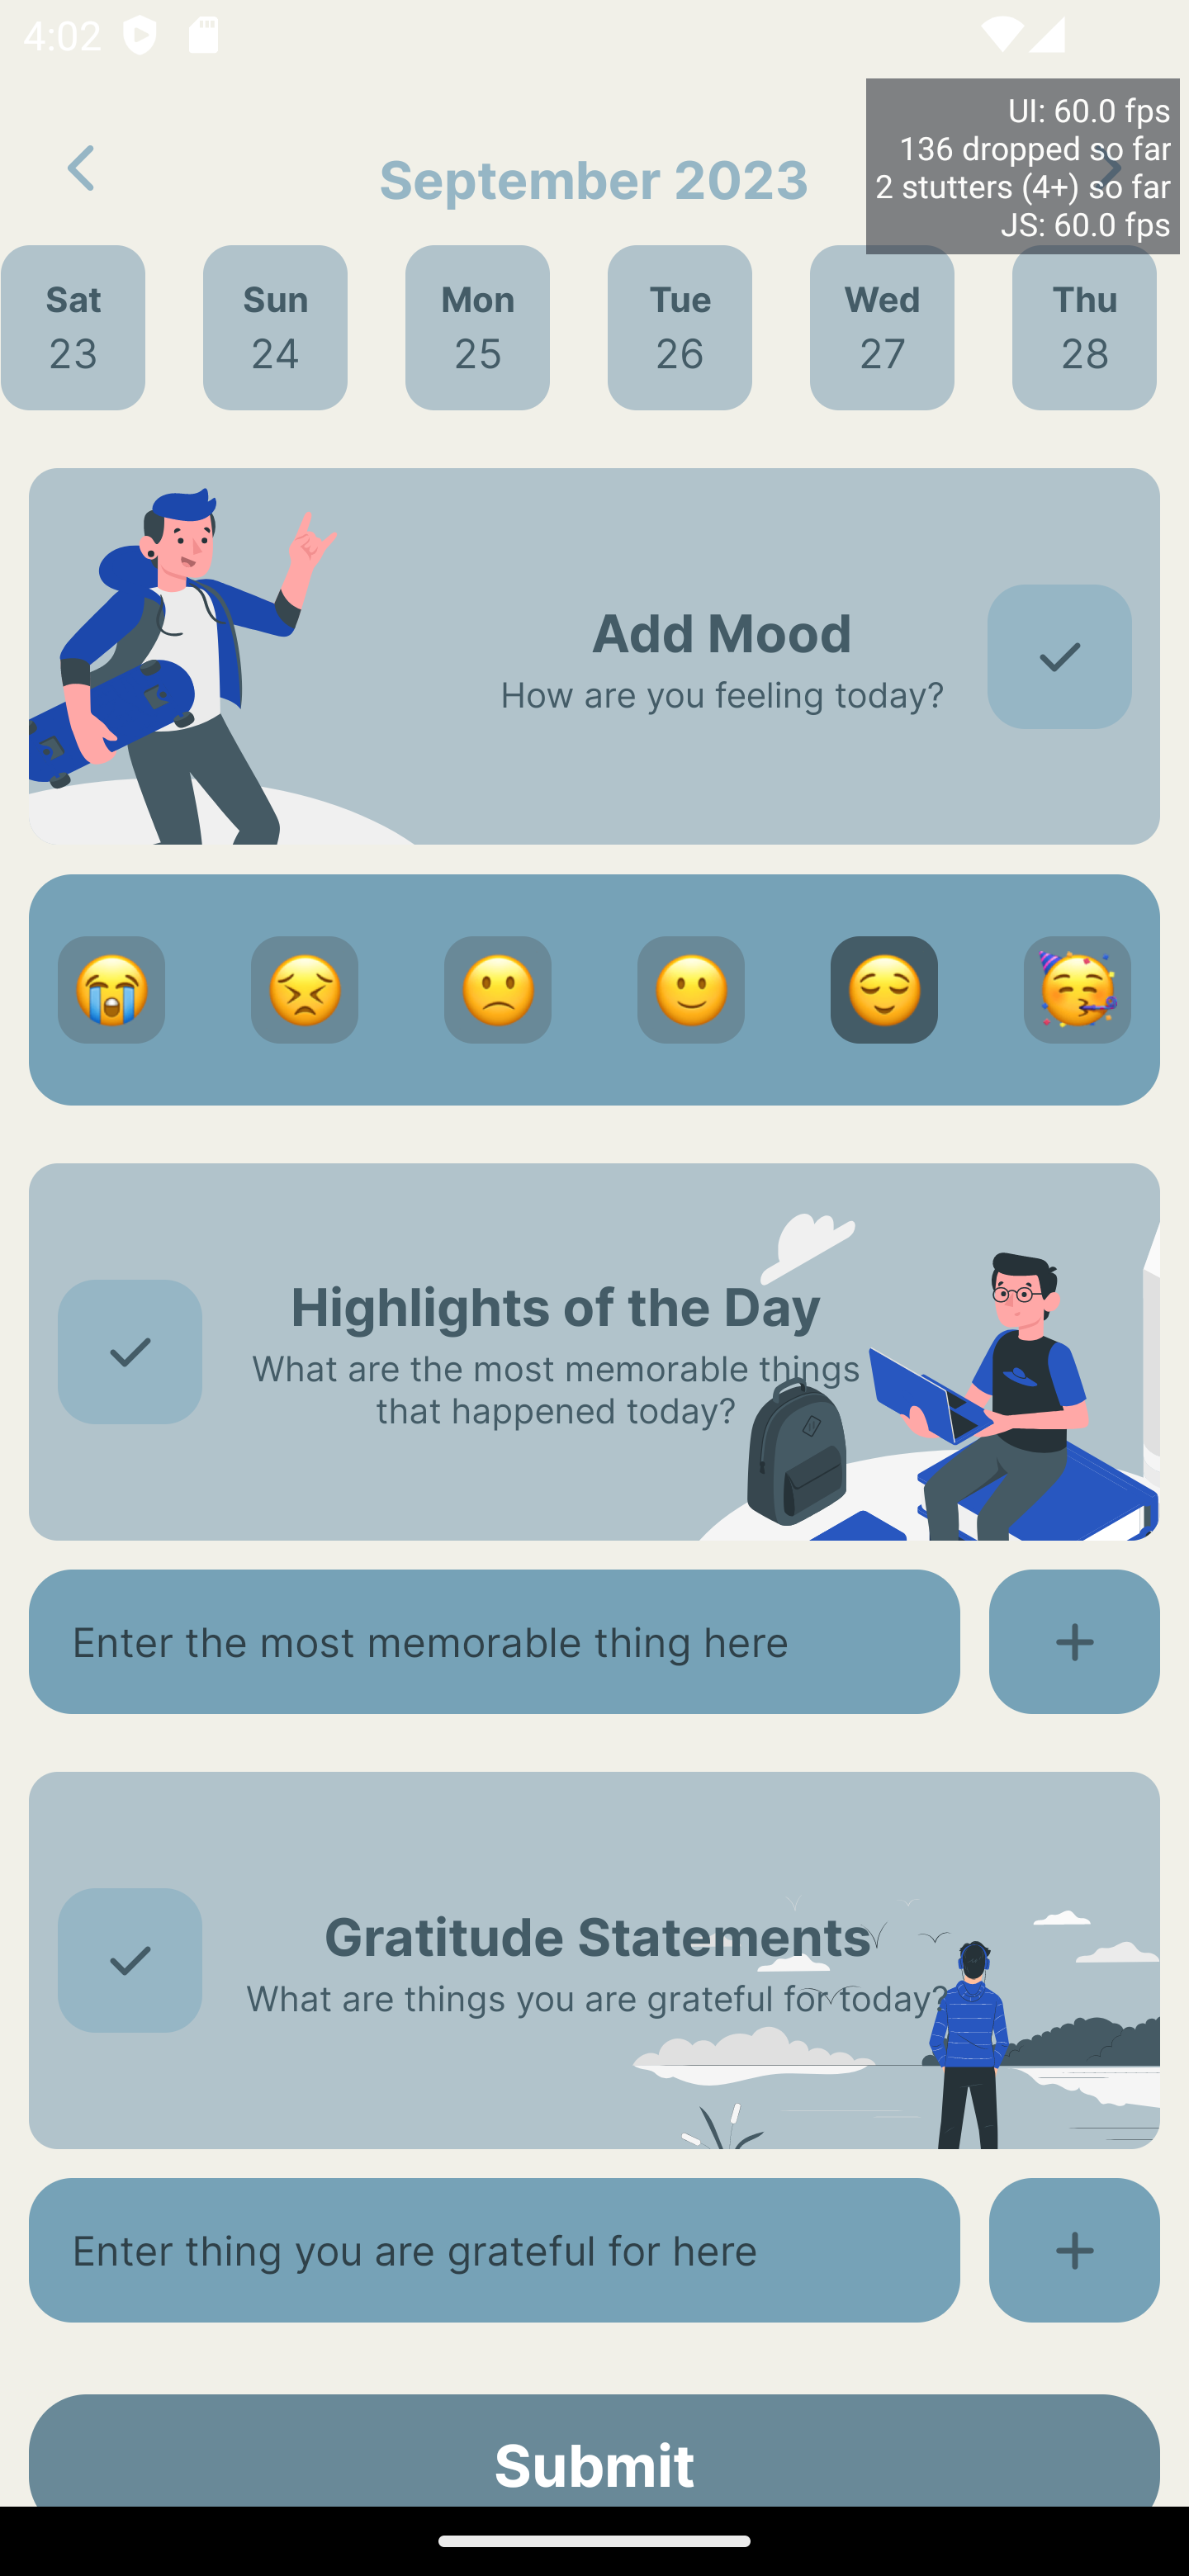 4:02
UI: 60.0 fps
136 dropped so far
2 stutters (4+) so far
JS: 60.0 fps
September 2023
Sat Sun Mon Tue Wed Thu
23 24 25 26 27 28
Add Mood
How are you feeling today?
Highlights of the Day
What are the most memorable things
that happened today?
Enter the most memorable thing here
Gratitude Statements
What are things you are grateful for today?
Enter thing you are grateful for here
Submit